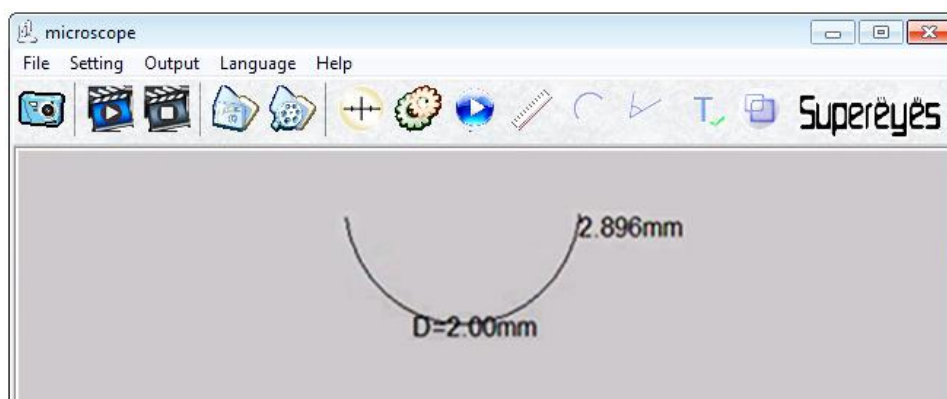 microscope
File Setting Output Language Help
T Supereyes
2.896mm
D=2.00mm